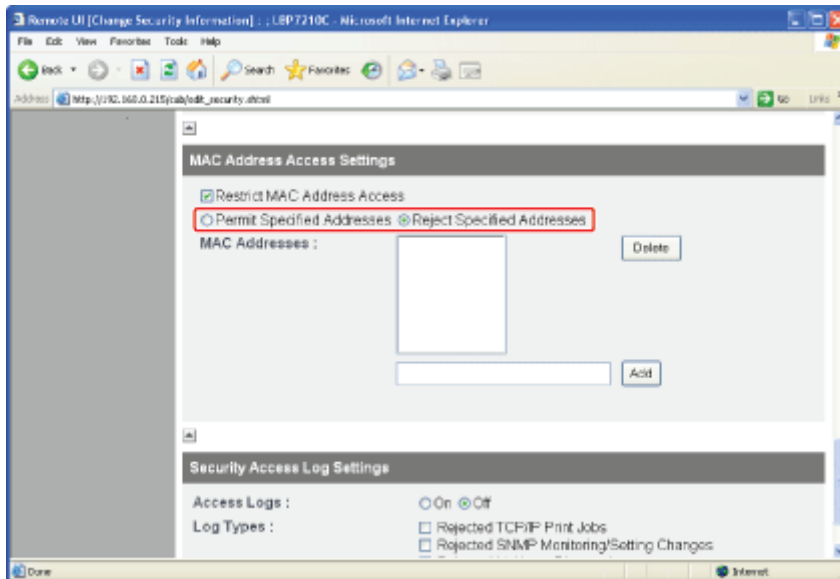 Remote UI [Change Security Information] : ; LBP7210C - Microsoft Internet Explorer
File Edit View Favorites Tools Help
Back Search Favorites
Address http://192.168.0.215/cab/edit_security.shtml Go Links
MAC Address Access Settings
Restrict MAC Address Access
Permit Specified Addresses Reject Specified Addresses
MAC Addresses :
Delete
Add
Security Access Log Settings
Access Logs : On Off
Log Types : Rejected TCP/IP Print Jobs
Rejected SNMP Monitoring/Setting Changes
Done Internet